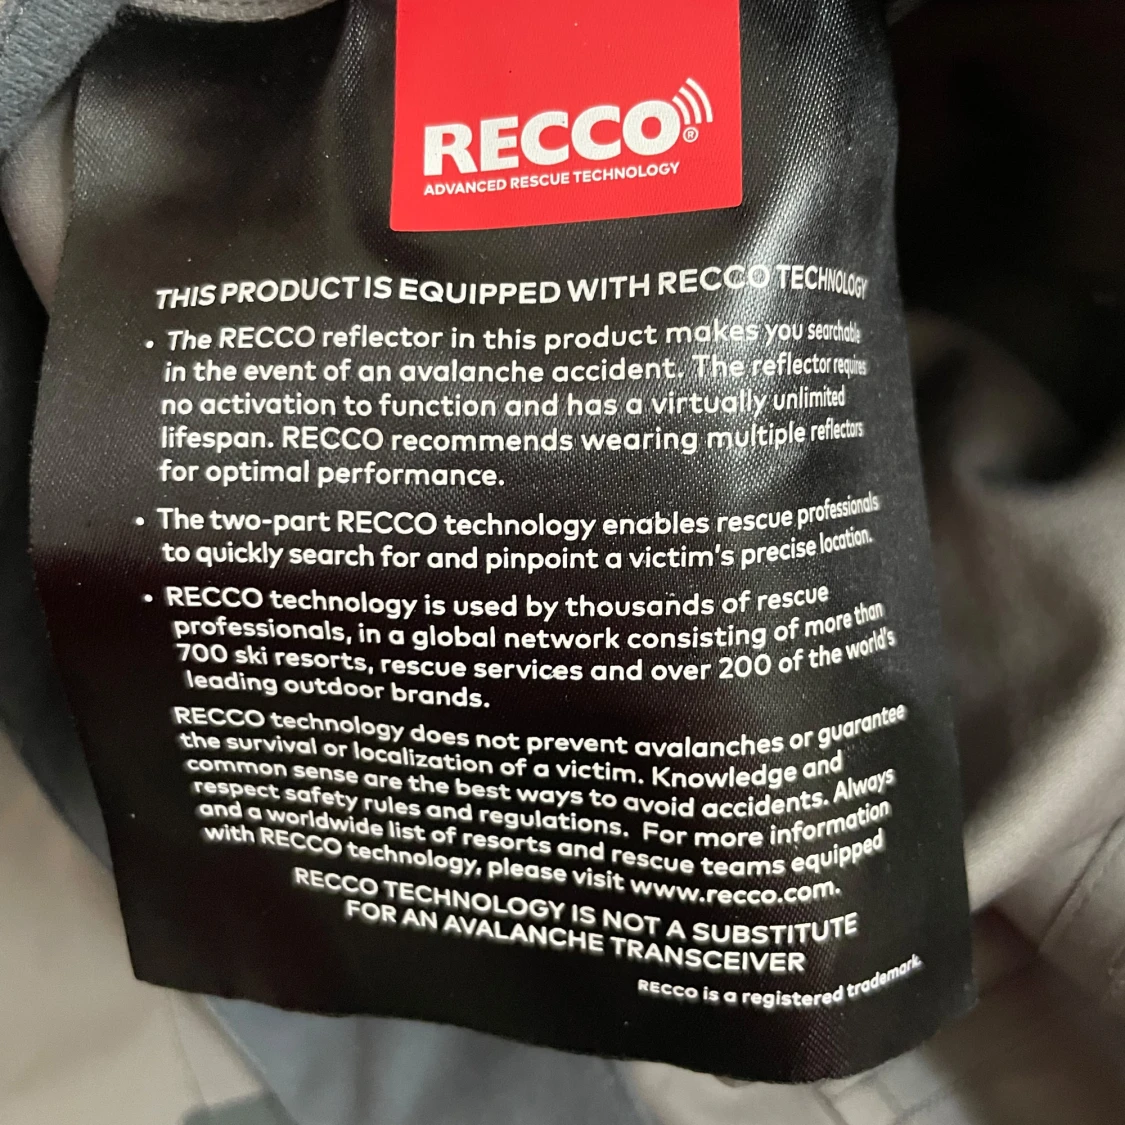 RECCO®
ADVANCED RESCUE TECHNOLOGY
THIS PRODUCT IS EQUIPPED WITH RECCO TECHNOLOGY
• The RECCO reflector in this product makes you searchable
in the event of an avalanche accident. The reflector requires
no activation to function and has a virtually unlimited
lifespan. RECCO recommends wearing multiple reflectors
for optimal performance.
• The two-part RECCO technology enables rescue professionals
to quickly search for and pinpoint a victim's precise location.
• RECCO technology is used by thousands of rescue
professionals, in a global network consisting of more than
700 ski resorts, rescue services and over 200 of the world's
leading outdoor brands.
RECCO technology does not prevent avalanches or guarantee
the survival or localization of a victim. Knowledge and
common sense are the best ways to avoid accidents. Always
respect safety rules and regulations. For more information
and a worldwide list of resorts and rescue teams equipped
with RECCO technology, please visit www.recco.com.
RECCO TECHNOLOGY IS NOT A SUBSTITUTE
FOR AN AVALANCHE TRANSCEIVER
RECCO is a registered trademark.